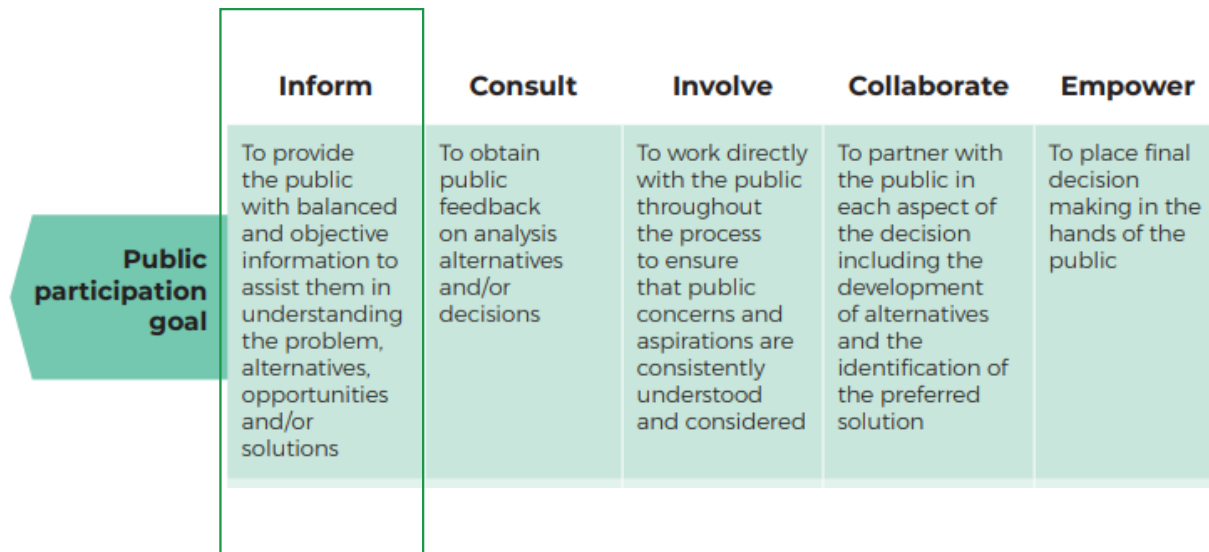 Inform
Consult
Involve
Collaborate
Empower
Public
participation
goal
To provide
the public
with balanced
and objective
information to
assist them in
understanding
the problem,
alternatives,
opportunities
and/or
solutions
To obtain
public
feedback
on analysis
alternatives
and/or
decisions
To work directly
with the public
throughout
the process
to ensure
that public
concerns and
aspirations are
consistently
understood
and considered
To partner with
the public in
each aspect of
the decision
including the
development
of alternatives
and the
identification of
the preferred
solution
To place final
decision
making in the
hands of the
public